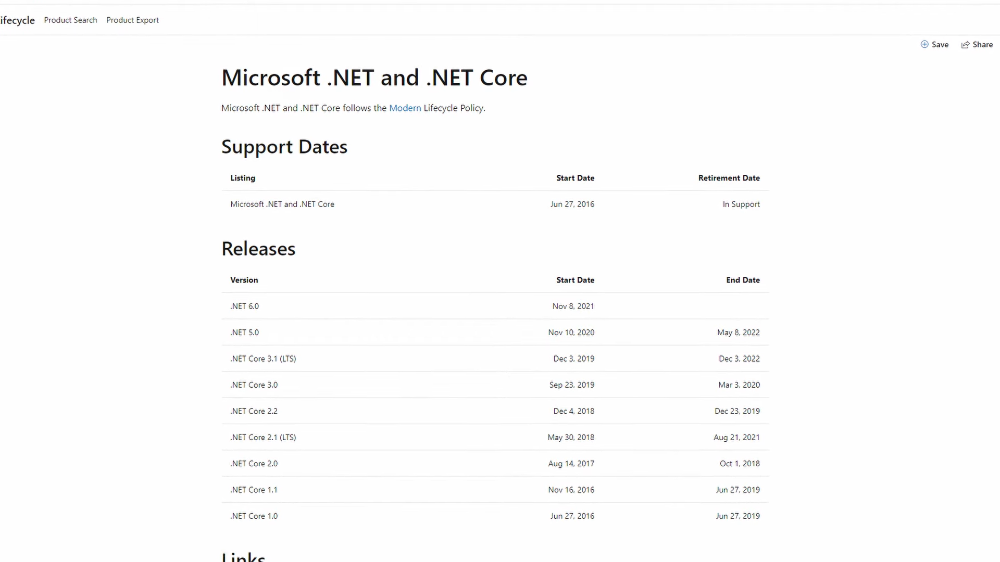 ifecycle Product Search Product Export
Save Share
Microsoft .NET and .NET Core
Microsoft .NET and .NET Core follows the Modern Lifecycle Policy.
Support Dates
Listing Start Date Retirement Date
Microsoft .NET and .NET Core Jun 27, 2016 In Support
Releases
Version Start Date End Date
.NET 6.0 Nov 8, 2021
.NET 5.0 Nov 10, 2020 May 8, 2022
.NET Core 3.1 (LTS) Dec 3, 2019 Dec 3, 2022
.NET Core 3.0 Sep 23, 2019 Mar 3, 2020
.NET Core 2.2 Dec 4, 2018 Dec 23, 2019
.NET Core 2.1 (LTS) May 30, 2018 Aug 21, 2021
.NET Core 2.0 Aug 14, 2017 Oct 1, 2018
.NET Core 1.1 Nov 16, 2016 Jun 27, 2019
.NET Core 1.0 Jun 27, 2016 Jun 27, 2019
Links